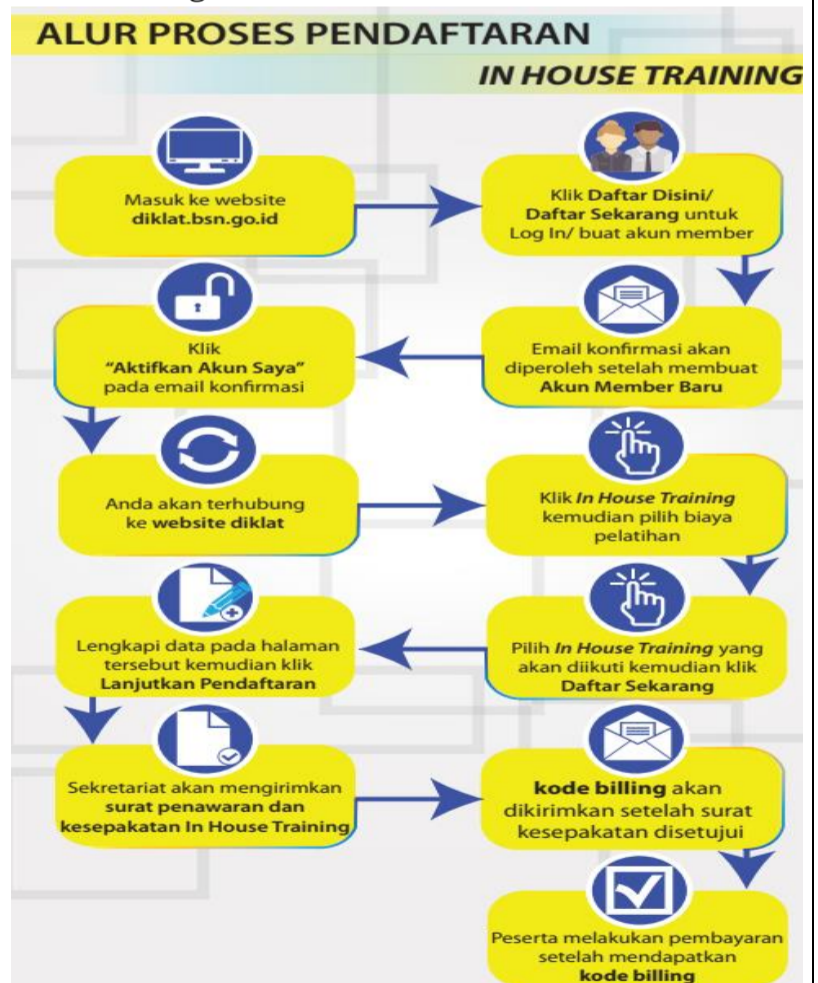 ALUR PROSES PENDAFTARAN
IN HOUSE TRAINING
Masuk ke website
diklat.bsn.go.id
Klik Daftar Disini/
Daftar Sekarang untuk
Log In/ buat akun member
Email konfirmasi akan
diperoleh setelah membuat
Akun Member Baru
Klik
“Aktifkan Akun Saya”
pada email konfirmasi
Anda akan terhubung
ke website diklat
Klik In House Training
kemudian pilih biaya
pelatihan
Pilih In House Training yang
akan diikuti kemudian klik
Daftar Sekarang
Lengkapi data pada halaman
tersebut kemudian klik
Lanjutkan Pendaftaran
Sekretariat akan mengirimkan
surat penawaran dan
kesepakatan In House Training
kode billing akan
dikirimkan setelah surat
kesepakatan disetujui
Peserta melakukan pembayaran
setelah mendapatkan
kode billing